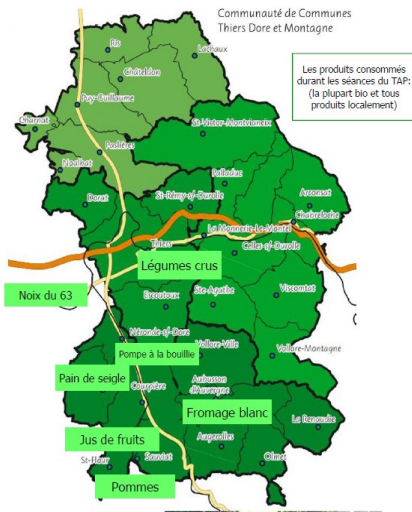 Communauté de Communes
Thiers Dore et Montagne
Les produits consommés
durant les séances du TAP:
(la plupart bio et tous
produits localement)
Ris
Lachaux
Châteldon
Puy-Guillaume
Charnat
St-Victor-Montvianeix
Paslières
Noalhat
Palladuc
Dorat
St-Rémy-s/-Durolle
Arconsat
Chabreloche
La Monnerie-Le-Montel
Thiers
Celles-s/-Durolle
Légumes crus
Noix du 63
Escoutoux
Ste-Agathe
Viscomtat
Néronde-s/-Dore
Pompe à la bouillie
Vollore-Ville
Vollore-Montagne
Pain de seigle
Aubusson
d'Auvergne
Courpière
Fromage blanc
La Renaudie
Jus de fruits
Augerolles
St-Flour
Sauviat
Olmet
Pommes